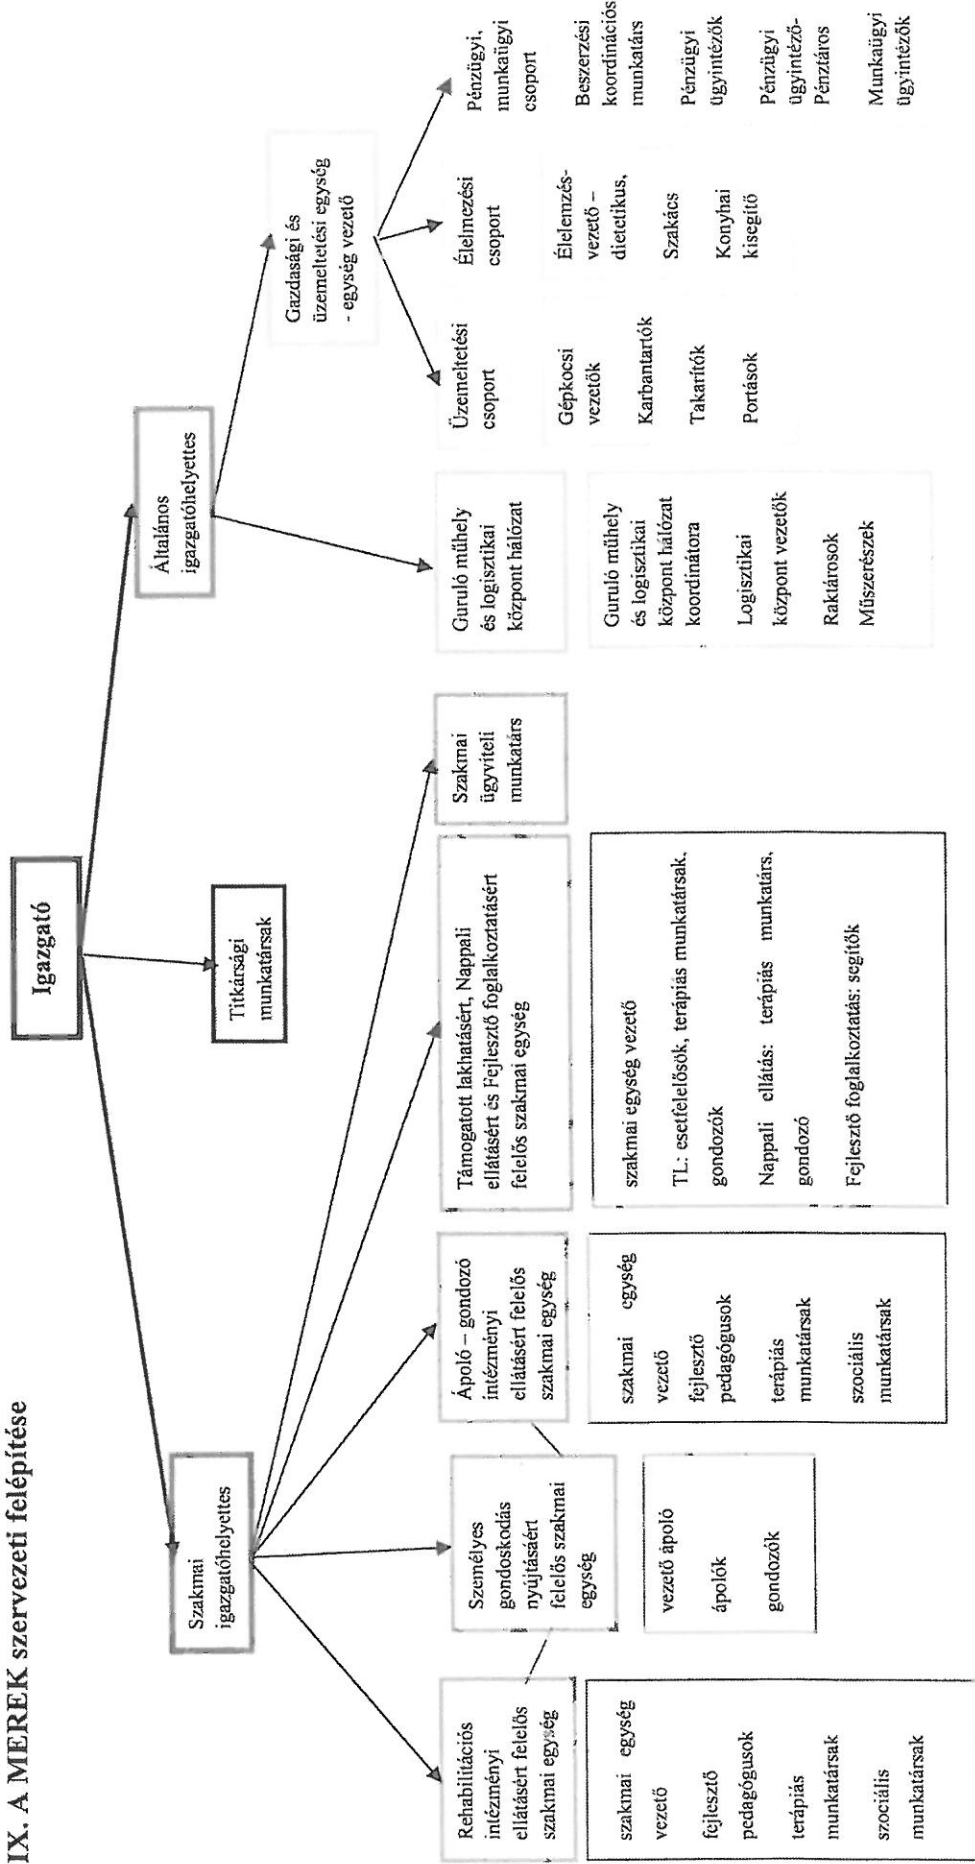 IX. A MEREK szervezeti felépítése
Igazgató
Titkársági
munkatársak
Szakmai
igazgatóhelyettes
Általános
igazgatóhelyettes
Gazdasági és
üzemeltetési egység
- egység vezető
Rehabilitációs
intézményi
ellátásért felelős
szakmai egység
Személyes
gondoskodás
nyújtásáért
felelős szakmai
egység
Ápoló – gondozó
intézményi
ellátásért felelős
szakmai egység
Támogatott lakhatásért, Nappali
ellátásért és Fejlesztő foglalkoztatásért
felelős szakmai egység
Szakmai
ügyviteli
munkatárs
Guruló műhely
és logisztikai
központ hálózat
Üzemeltetési
csoport
Élelmezési
csoport
Pénzügyi,
munkaügyi
csoport
szakmai egység
vezető
fejlesztő
pedagógusok
terápiás
munkatársak
szociális
munkatársak
vezető ápoló
ápolók
gondozók
szakmai egység
vezető
fejlesztő
pedagógusok
terápiás
munkatársak
szociális
munkatársak
szakmai egység vezető
TL: esetfelelősök, terápiás munkatársak,
gondozók
Nappali ellátás: terápiás munkatárs,
gondozó
Fejlesztő foglalkoztatás: segítők
Guruló műhely
és logisztikai
központ hálózat
koordinátora
Logisztikai
központ vezetők
Raktárosok
Műszerészek
Gépkocsi
vezetők
Karbantartók
Takarítók
Portások
Élelemzés-
vezető –
dietetikus,
Szakács
Konyhai
kisegítő
Beszerzési
koordinációs
munkatárs
Pénzügyi
ügyintézők
Pénzügyi
ügyintéző-
Pénztáros
Munkaügyi
ügyintézők